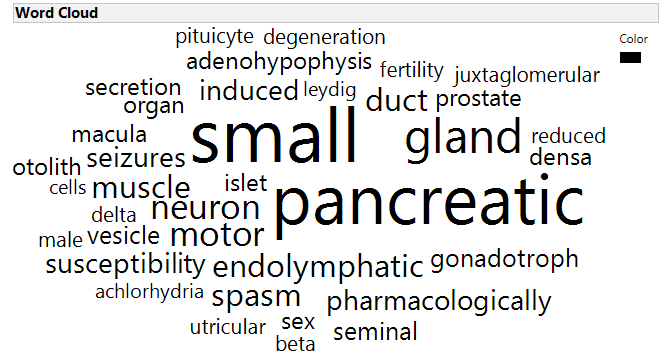 Word Cloud
Color
pituicyte degeneration
adenohypophysis
fertility
juxtaglomerular
secretion
induced
leydig
duct
prostate
organ
small
gland
macula
reduced
densa
otolith
seizures
cells
muscle
islet
pancreatic
delta
neuron
male
vesicle
motor
susceptibility
endolymphatic
gonadotroph
achlorhydria
spasm
pharmacologically
utricular
sex
seminal
beta